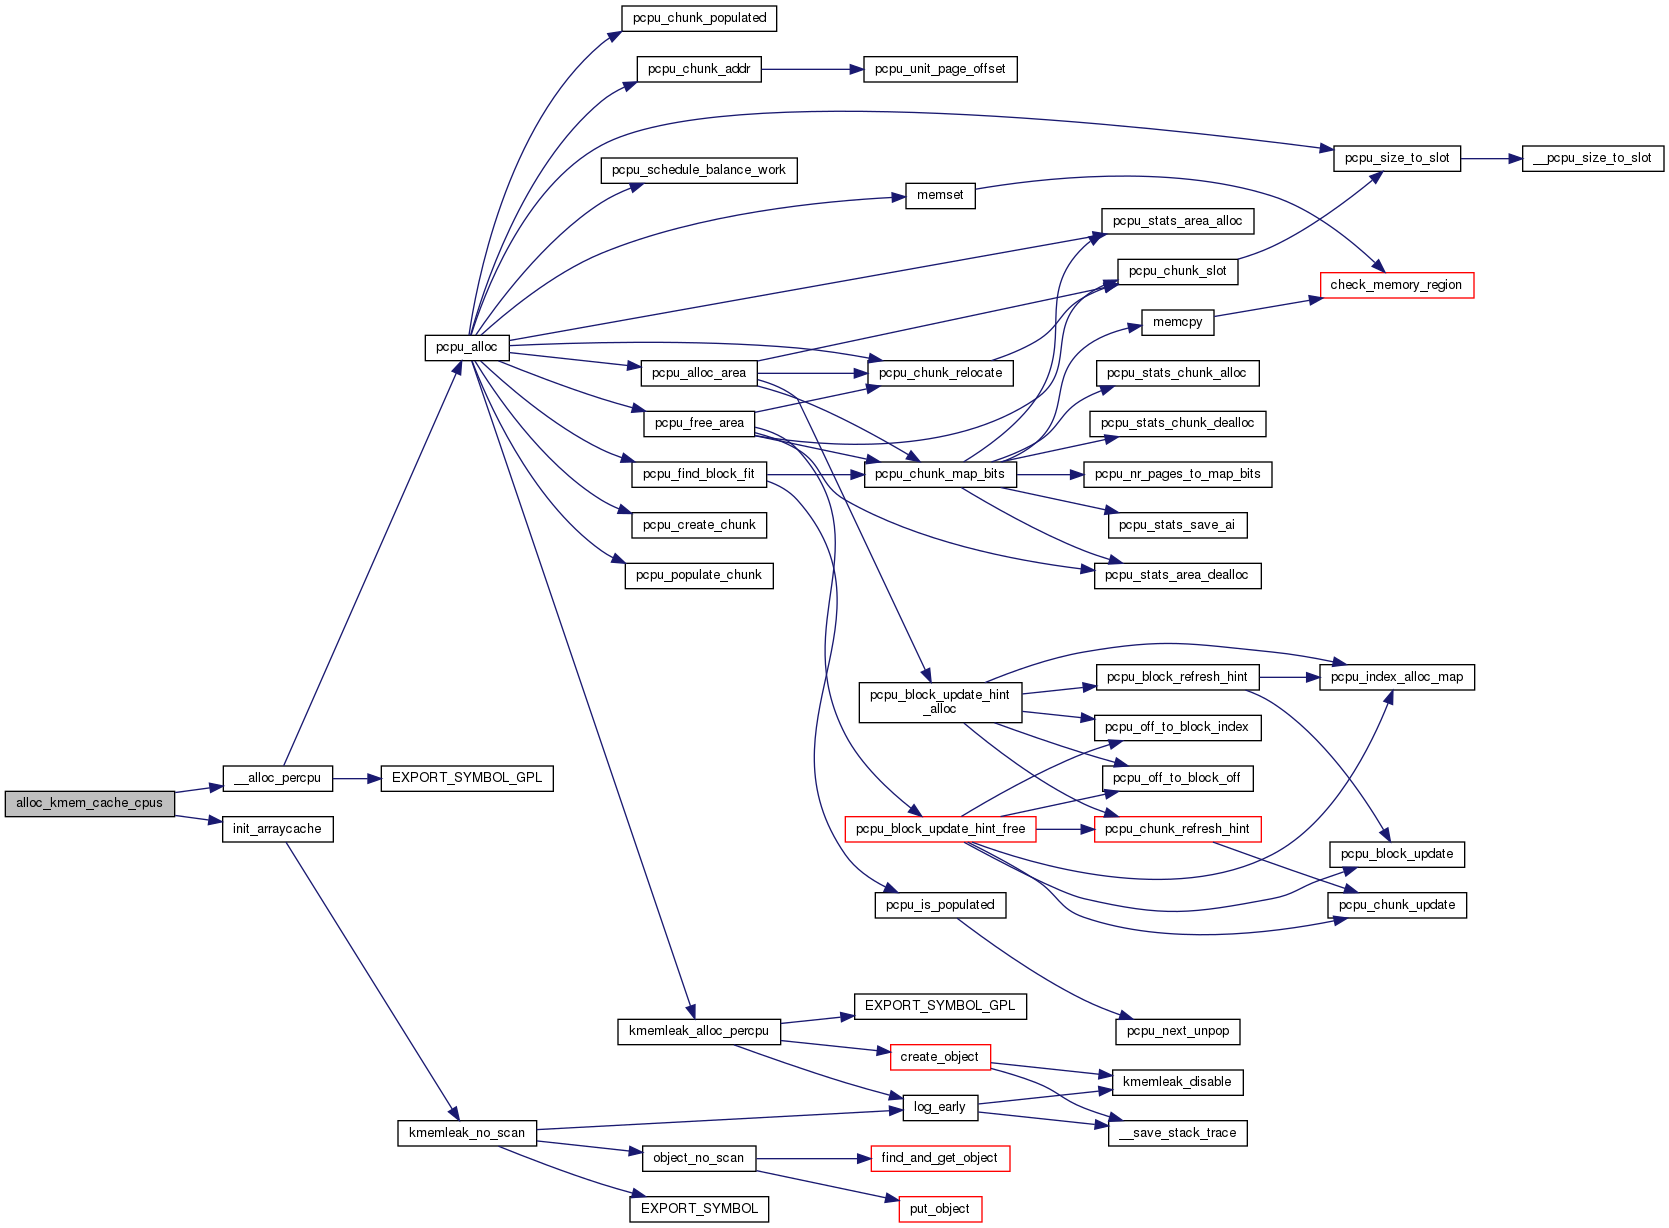 pcpu_chunk_populated
pcpu_chunk_addr
pcpu_unit_page_offset
pcpu_size_to_slot
__pcpu_size_to_slot
pcpu_schedule_balance_work
memset
pcpu_stats_area_alloc
pcpu_chunk_slot
check_memory_region
memcpy
pcpu_alloc
pcpu_alloc_area
pcpu_chunk_relocate
pcpu_stats_chunk_alloc
pcpu_free_area
pcpu_stats_chunk_dealloc
pcpu_find_block_fit
pcpu_chunk_map_bits
pcpu_nr_pages_to_map_bits
pcpu_create_chunk
pcpu_stats_save_ai
pcpu_populate_chunk
pcpu_stats_area_dealloc
pcpu_block_update_hint
_alloc
pcpu_block_refresh_hint
pcpu_index_alloc_map
pcpu_off_to_block_index
__alloc_percpu
EXPORT_SYMBOL_GPL
pcpu_off_to_block_off
alloc_kmem_cache_cpus
init_arraycache
pcpu_block_update_hint_free
pcpu_chunk_refresh_hint
pcpu_block_update
pcpu_is_populated
pcpu_chunk_update
EXPORT_SYMBOL_GPL
kmemleak_alloc_percpu
pcpu_next_unpop
create_object
kmemleak_disable
log_early
kmemleak_no_scan
__save_stack_trace
object_no_scan
find_and_get_object
EXPORT_SYMBOL
put_object